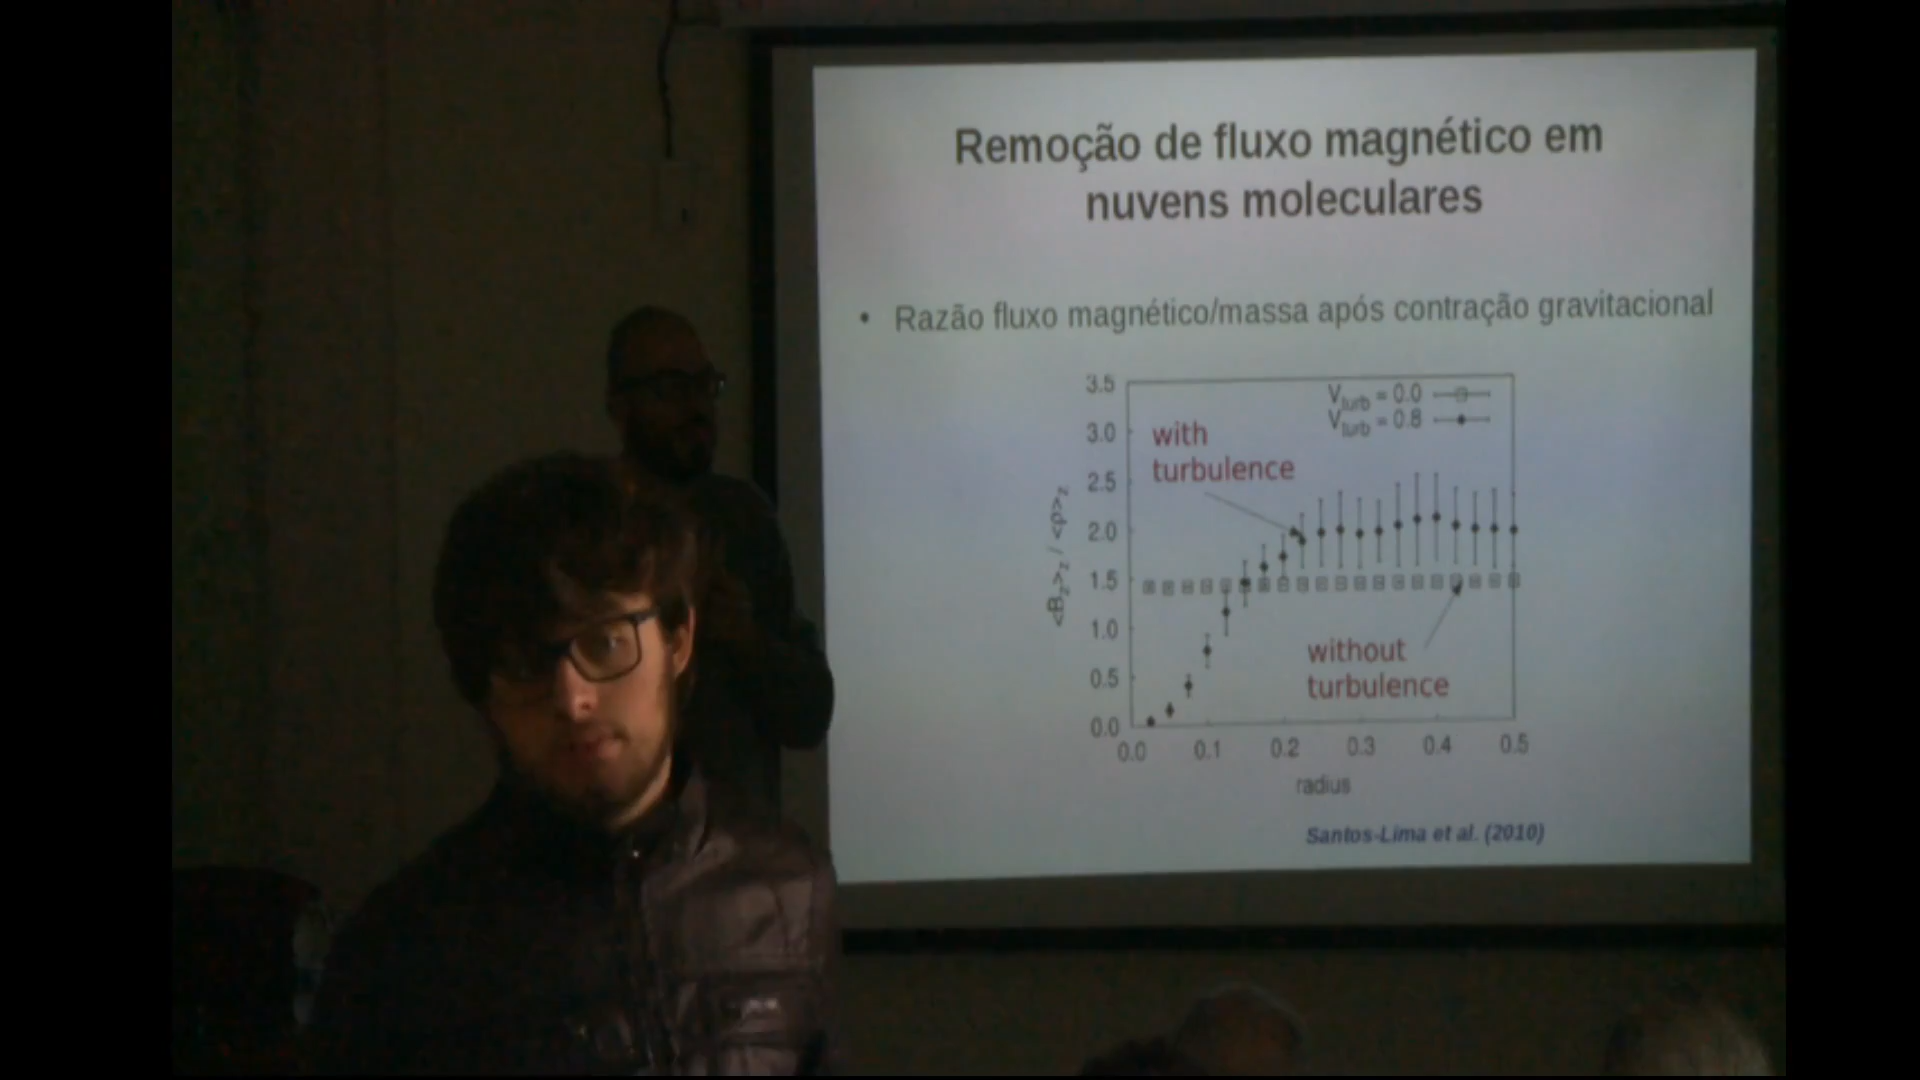 Remoção de fluxo magnético em
nuvens moleculares
• Razão fluxo magnético/massa após contração gravitacional
3.5
3.0
2.5
2.0
1.5
1.0
0.5
0.0
<B_z>_z / <ρ>_z
V_turb = 0.0
V_turb = 0.8
with
turbulence
without
turbulence
0.0 0.1 0.2 0.3 0.4 0.5
radius
Santos-Lima et al. (2010)